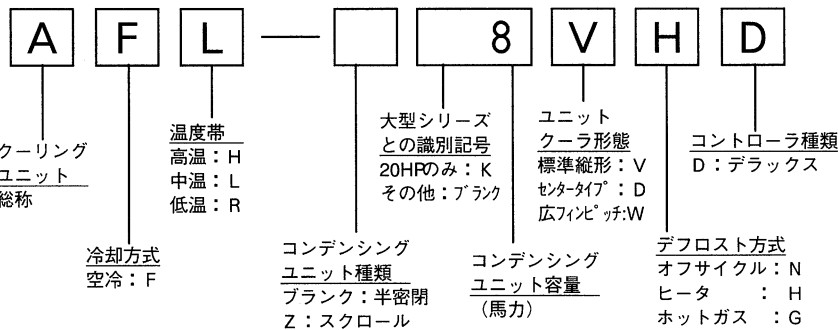 A F L — 8 V H D
クーリング
ユニット
総称
冷却方式
空冷：F
温度帯
高温：H
中温：L
低温：R
コンデンシング
ユニット種類
ブランク：半密閉
Z：スクロール
大型シリーズ
との識別記号
20HPのみ：K
その他：ブランク
コンデンシング
ユニット容量
（馬力）
ユニット
クーラ形態
標準縦形：V
センタータイプ：D
広フィンピッチ:W
デフロスト方式
オフサイクル：N
ヒータ ：H
ホットガス ：G
コントローラ種類
D：デラックス